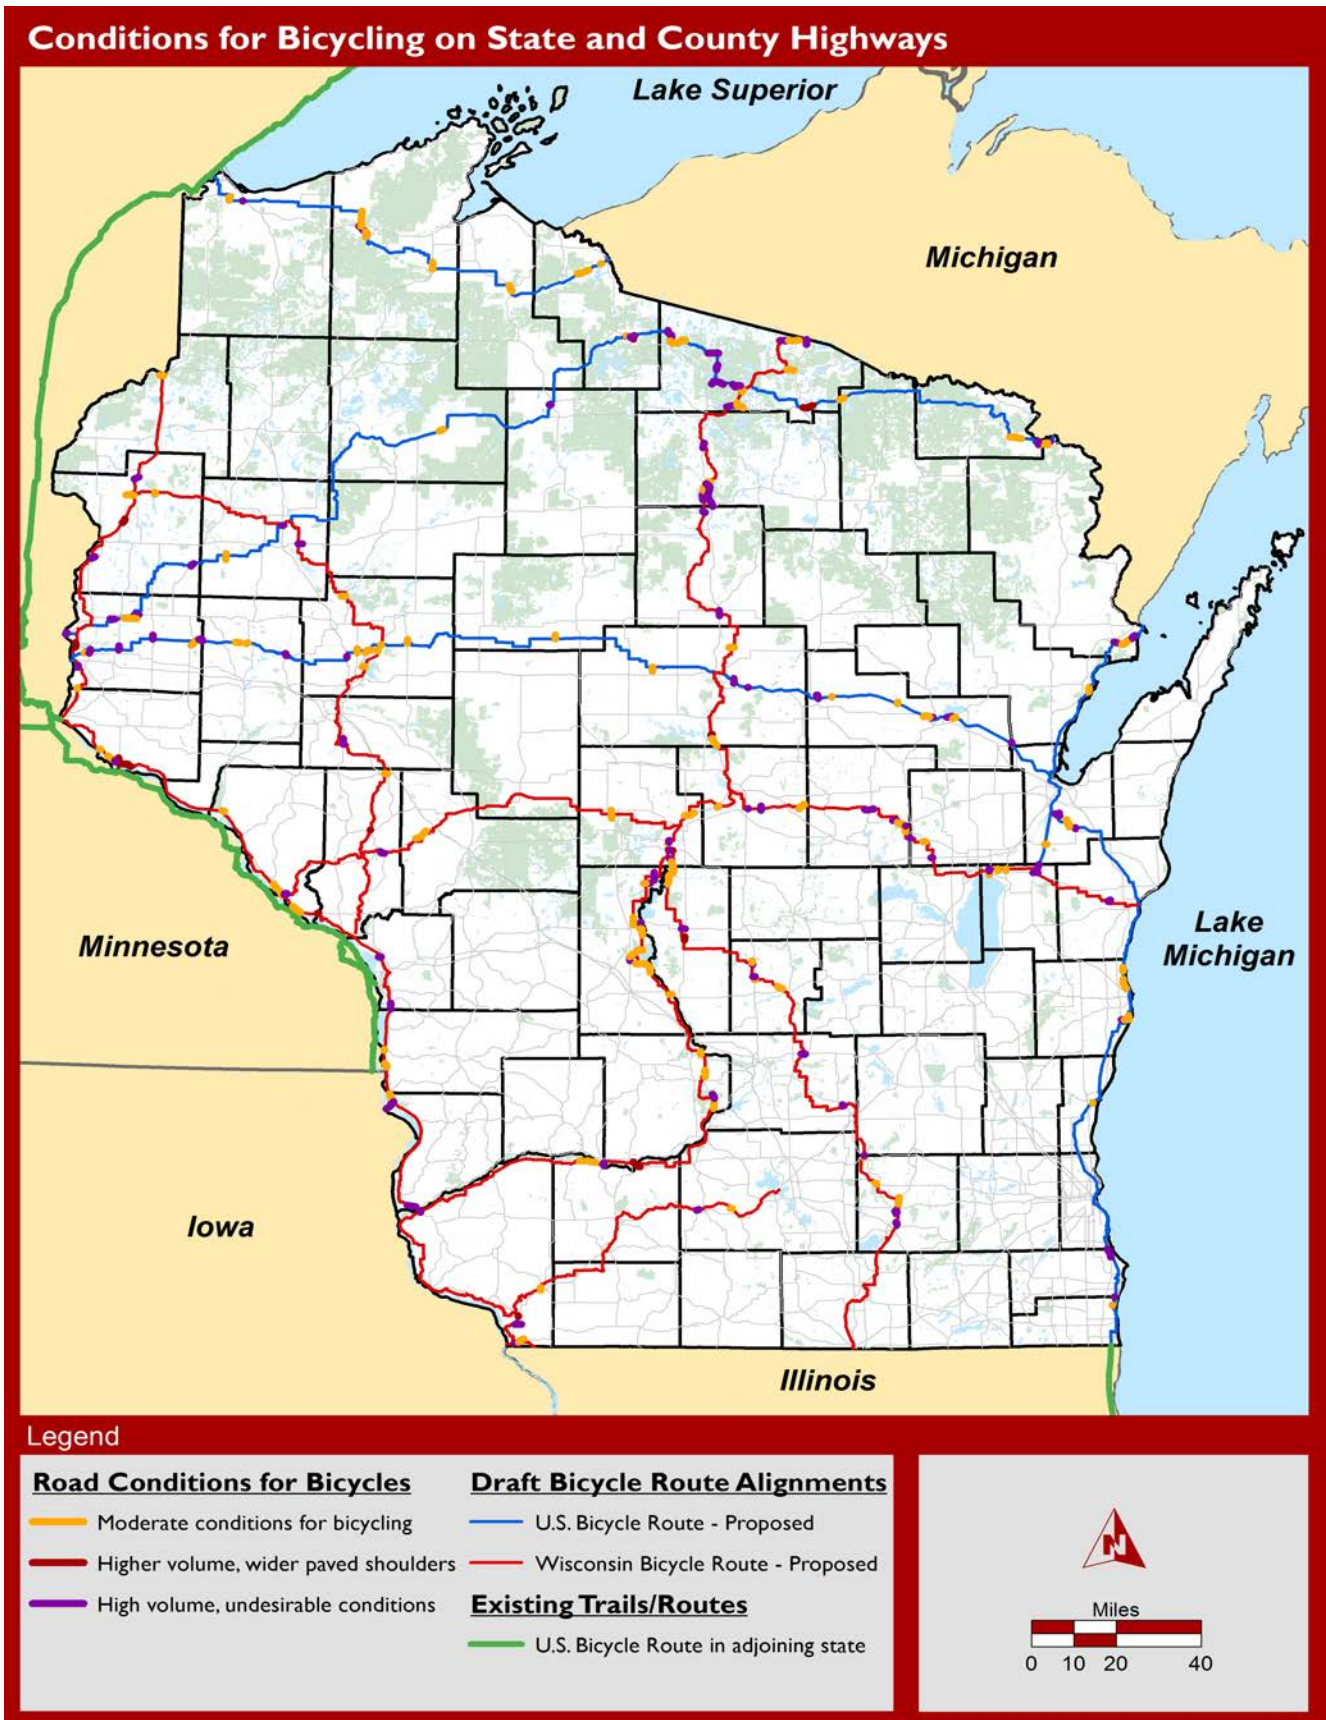 Conditions for Bicycling on State and County Highways
Lake Superior
Michigan
Minnesota
Lake
Michigan
Iowa
Illinois
Legend
Road Conditions for Bicycles
Moderate conditions for bicycling
Higher volume, wider paved shoulders
High volume, undesirable conditions
Draft Bicycle Route Alignments
U.S. Bicycle Route - Proposed
Wisconsin Bicycle Route - Proposed
Existing Trails/Routes
U.S. Bicycle Route in adjoining state
N
Miles
0 10 20 40